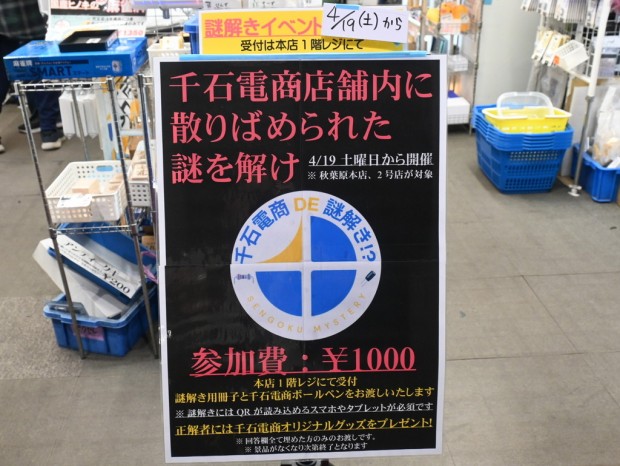 謎解きイベント
4/19(土)から
受付は本店1階レジにて
SMART
千石電商店舗内に
散りばめられた
謎を解け
4/19 土曜日から開催
※ 秋葉原本店、2号店が対象
千石電商 DE 謎解き!?
SENGOKU MYSTERY
参加費：¥1000
本店1階レジにて受付
謎解き用冊子と千石電商ボールペンをお渡しいたします
※ 謎解きにはQRが読み込めるスマホやタブレットが必須です
正解者には千石電商オリジナルグッズをプレゼント!
※ 回答欄全て埋めた方のみのお渡しです。
※ 景品がなくなり次第終了となります
¥200